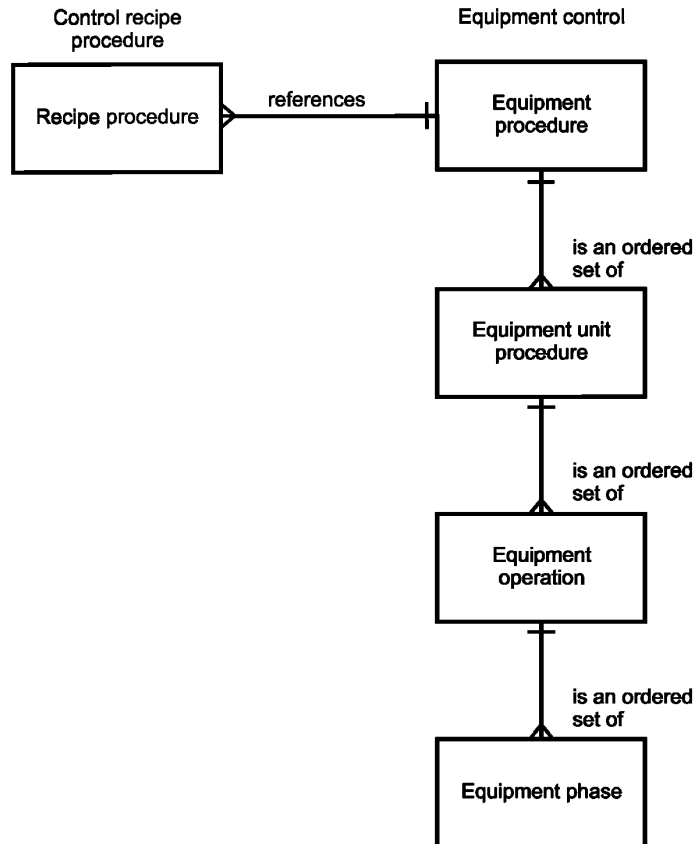 Control recipe
procedure
Equipment control
Recipe procedure
references
Equipment
procedure
is an ordered
set of
Equipment unit
procedure
is an ordered
set of
Equipment
operation
is an ordered
set of
Equipment phase